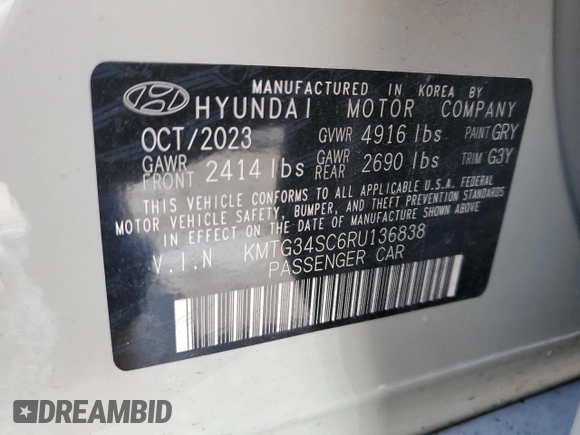 MANUFACTURED IN KOREA BY
HYUNDAI MOTOR COMPANY
OCT/2023 GVWR 4916 lbs PAINT GRY
GAWR FRONT 2414 lbs GAWR REAR 2690 lbs TRIM G3Y
THIS VEHICLE CONFORMS TO ALL APPLICABLE U.S.A. FEDERAL
MOTOR VEHICLE SAFETY, BUMPER, AND THEFT PREVENTION STANDARDS
IN EFFECT ON THE DATE OF MANUFACTURE SHOWN ABOVE.
V.I.N KMTG34SC6RU136838
PASSENGER CAR
DREAMBID